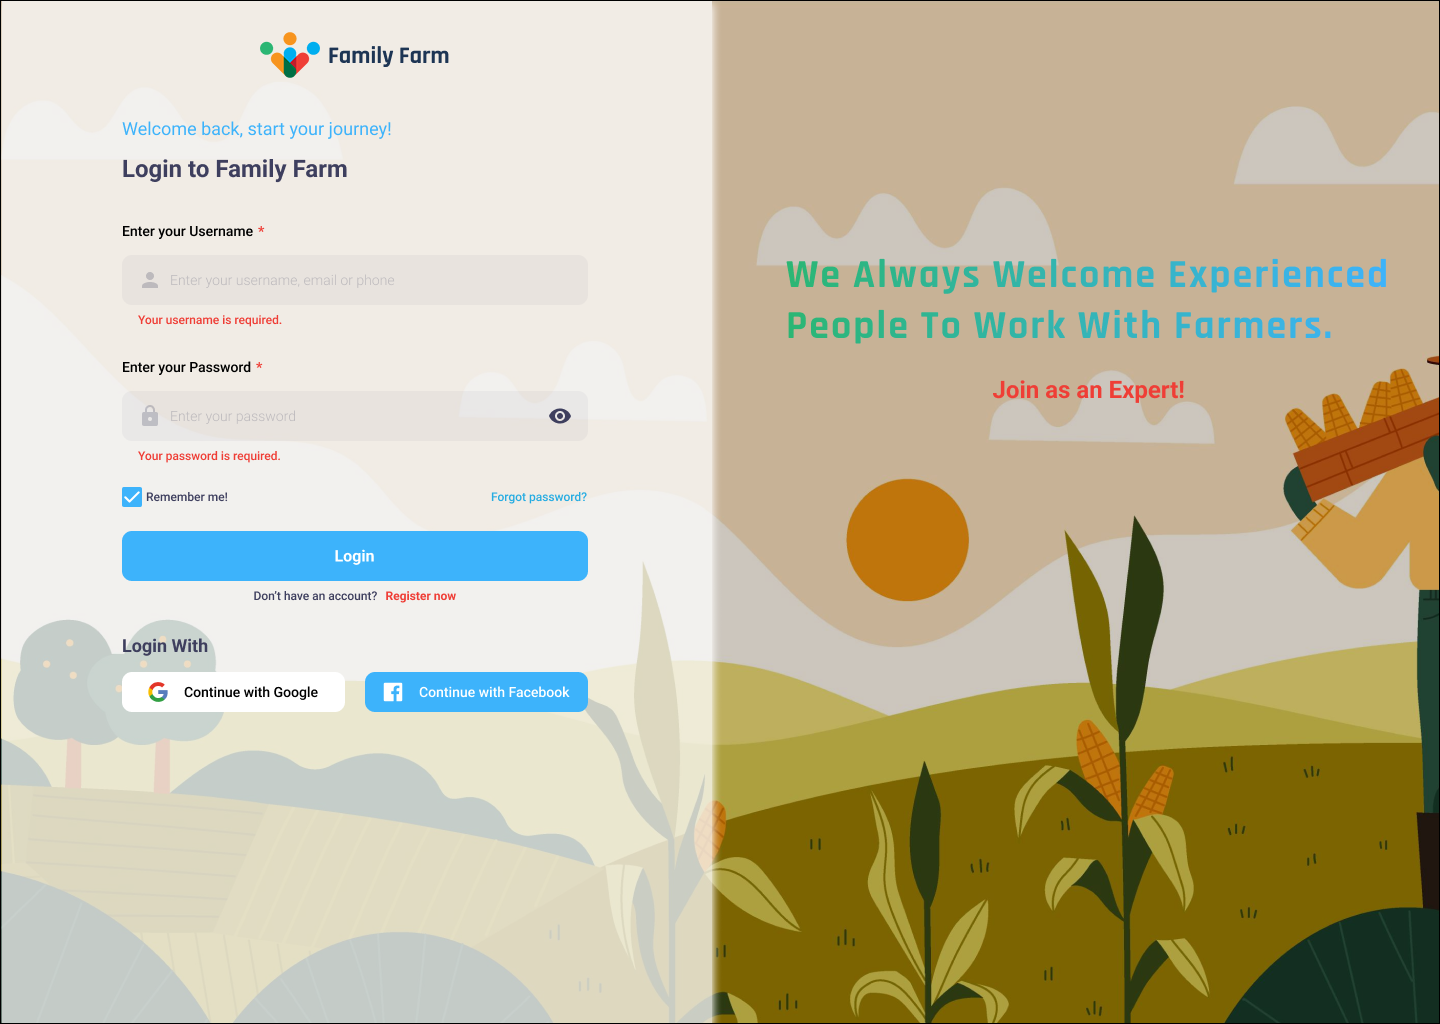 Family Farm
Welcome back, start your journey!
Login to Family Farm
Enter your Username *
Enter your username, email or phone
Your username is required.
Enter your Password *
Enter your password
Your password is required.
Remember me!
Forgot password?
Login
Don't have an account? Register now
Login With
Continue with Google
Continue with Facebook
We Always Welcome Experienced
People To Work With Farmers.
Join as an Expert!